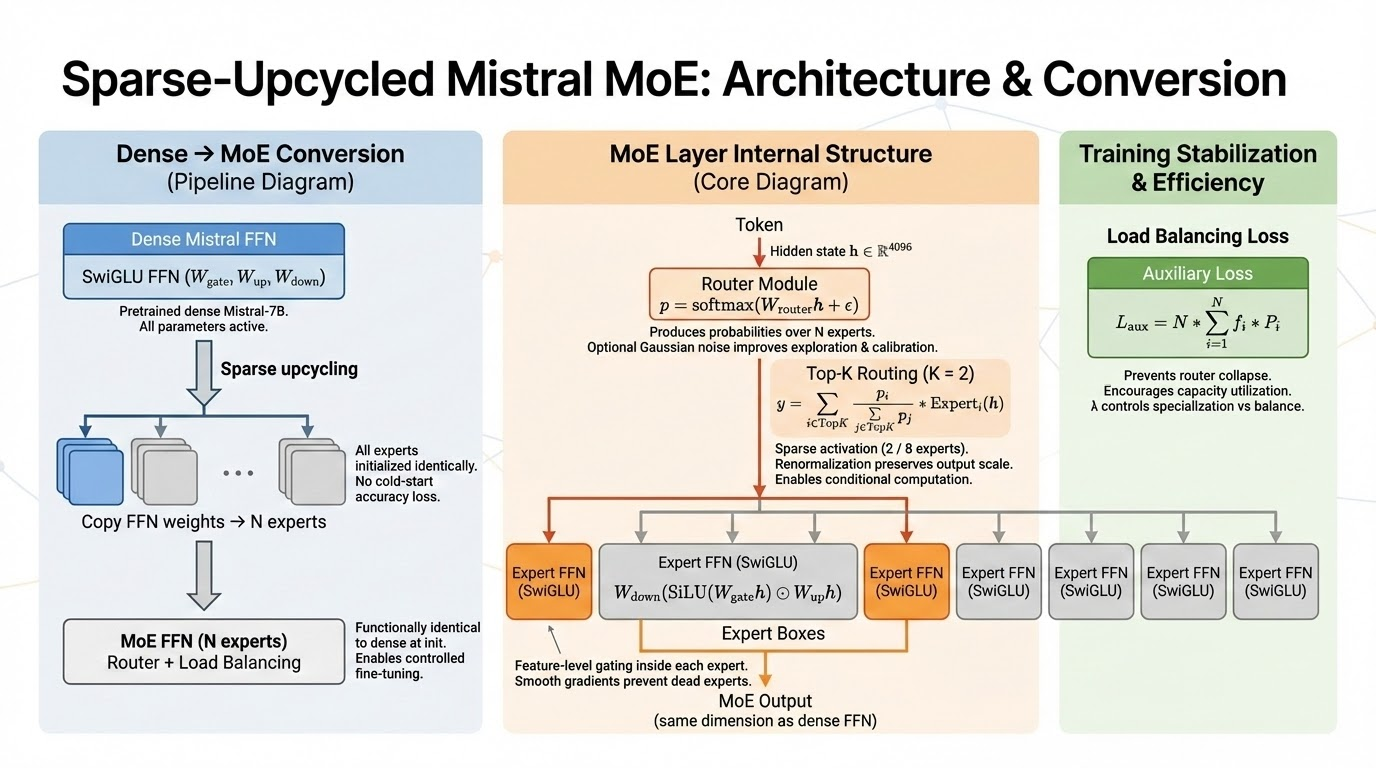 Sparse-Upcycled Mistral MoE: Architecture & Conversion
Dense → MoE Conversion
(Pipeline Diagram)
Dense Mistral FFN
SwiGLU FFN (W_gate, W_up, W_down)
Pretrained dense Mistral-7B.
All parameters active.
Sparse upcycling
All experts
initialized identically.
No cold-start
accuracy loss.
Copy FFN weights → N experts
MoE FFN (N experts)
Router + Load Balancing
Functionally identical
to dense at init.
Enables controlled
fine-tuning.
MoE Layer Internal Structure
(Core Diagram)
Token
Hidden state h ∈ ℝ^4096
Router Module
p = softmax(W_router h + ϵ)
Produces probabilities over N experts.
Optional Gaussian noise improves exploration & calibration.
Top-K Routing (K = 2)
y = ∑_{i⊂TopK} p_i / ∑_{j∈TopK} p_j * Expert_i(h)
Sparse activation (2 / 8 experts).
Renormalization preserves output scale.
Enables conditional computation.
Expert FFN
(SwiGLU)
Expert FFN (SwiGLU)
W_down(SiLU(W_gate h) ⊙ W_up h)
Expert FFN
(SwiGLU)
Expert FFN
(SwiGLU)
Expert FFN
(SwiGLU)
Expert FFN
(SwiGLU)
Expert FFN
(SwiGLU)
Expert Boxes
Feature-level gating inside each expert.
Smooth gradients prevent dead experts.
MoE Output
(same dimension as dense FFN)
Training Stabilization
& Efficiency
Load Balancing Loss
Auxiliary Loss
L_aux = N * ∑_{i=1}^{N} f_i * P_i
Prevents router collapse.
Encourages capacity utilization.
λ controls specialization vs balance.